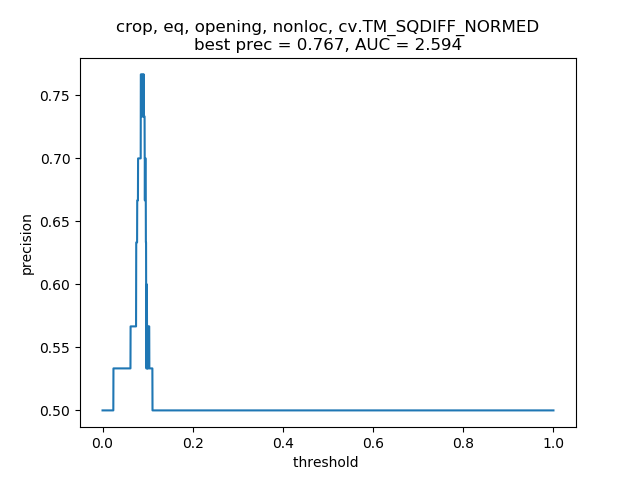 crop, eq, opening, nonloc, cv.TM_SQDIFF_NORMED
best prec = 0.767, AUC = 2.594
0.75
0.70
0.65
0.60
0.55
0.50
precision
0.0 0.2 0.4 0.6 0.8 1.0
threshold